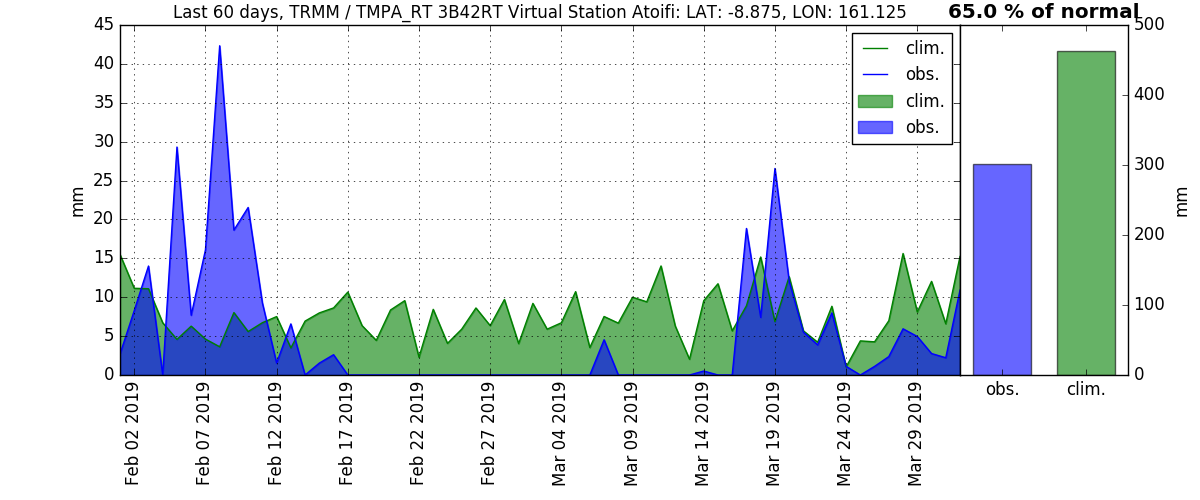 Last 60 days, TRMM / TMPA_RT 3B42RT Virtual Station Atoifi: LAT: -8.875, LON: 161.125
65.0 % of normal
45
40
35
30
25
20
15
10
5
0
mm
clim.
obs.
clim.
obs.
500
400
300
200
100
0
mm
Feb 02 2019
Feb 07 2019
Feb 12 2019
Feb 17 2019
Feb 22 2019
Feb 27 2019
Mar 04 2019
Mar 09 2019
Mar 14 2019
Mar 19 2019
Mar 24 2019
Mar 29 2019
obs.
clim.